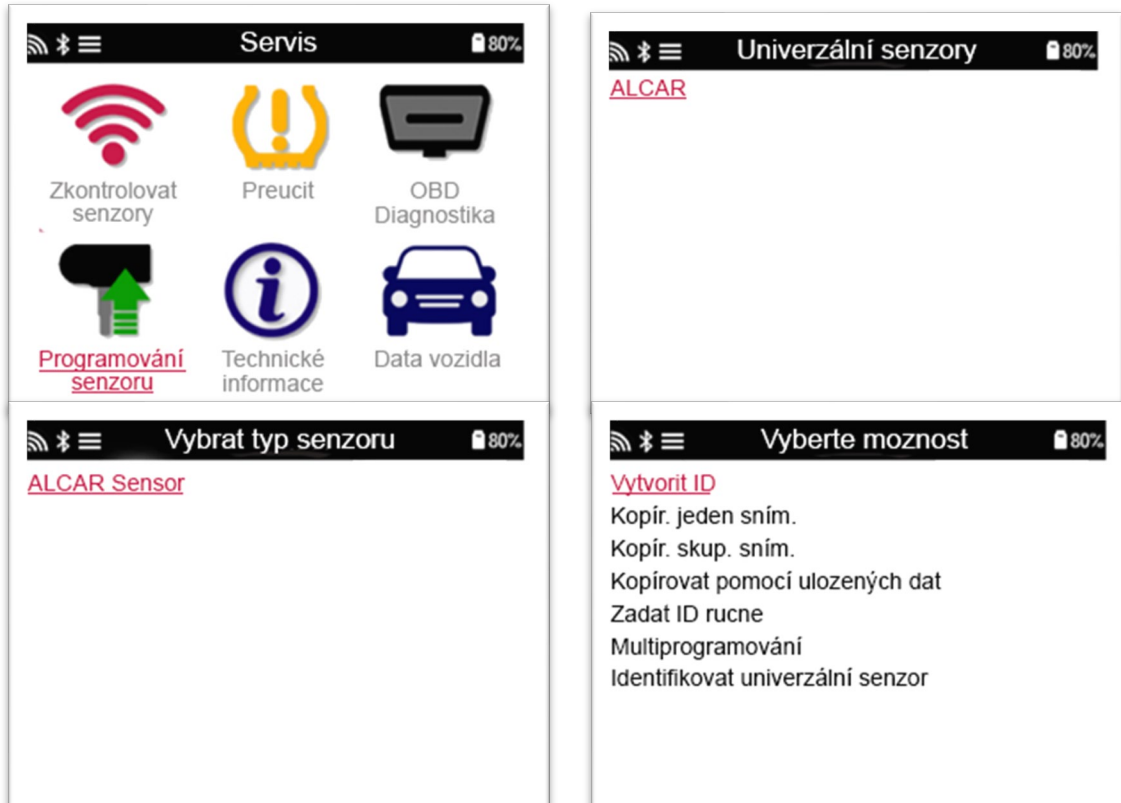 Servis
80%
Zkontrolovat
senzory
Preucit
OBD
Diagnostika
Programování
senzoru
Technické
informace
Data vozidla
Univerzální senzory
80%
ALCAR
Vybrat typ senzoru
80%
ALCAR Sensor
Vyberte moznost
80%
Vytvorit ID
Kopír. jeden sním.
Kopír. skup. sním.
Kopírovat pomocí ulozených dat
Zadat ID rucne
Multiprogramování
Identifikovat univerzální senzor